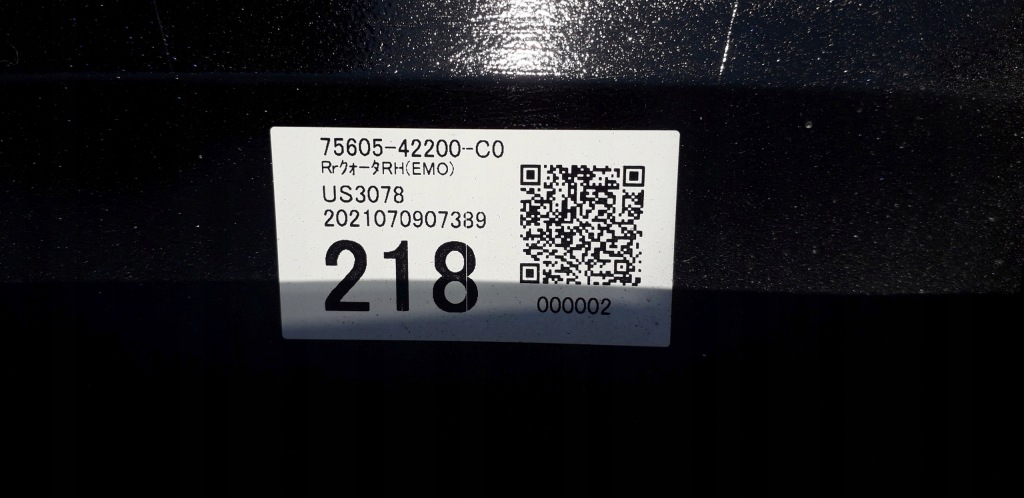 75605-42200-C0
Rrｸｫｰﾀ RH(EMO)
US3078
2021070907389
218
000002